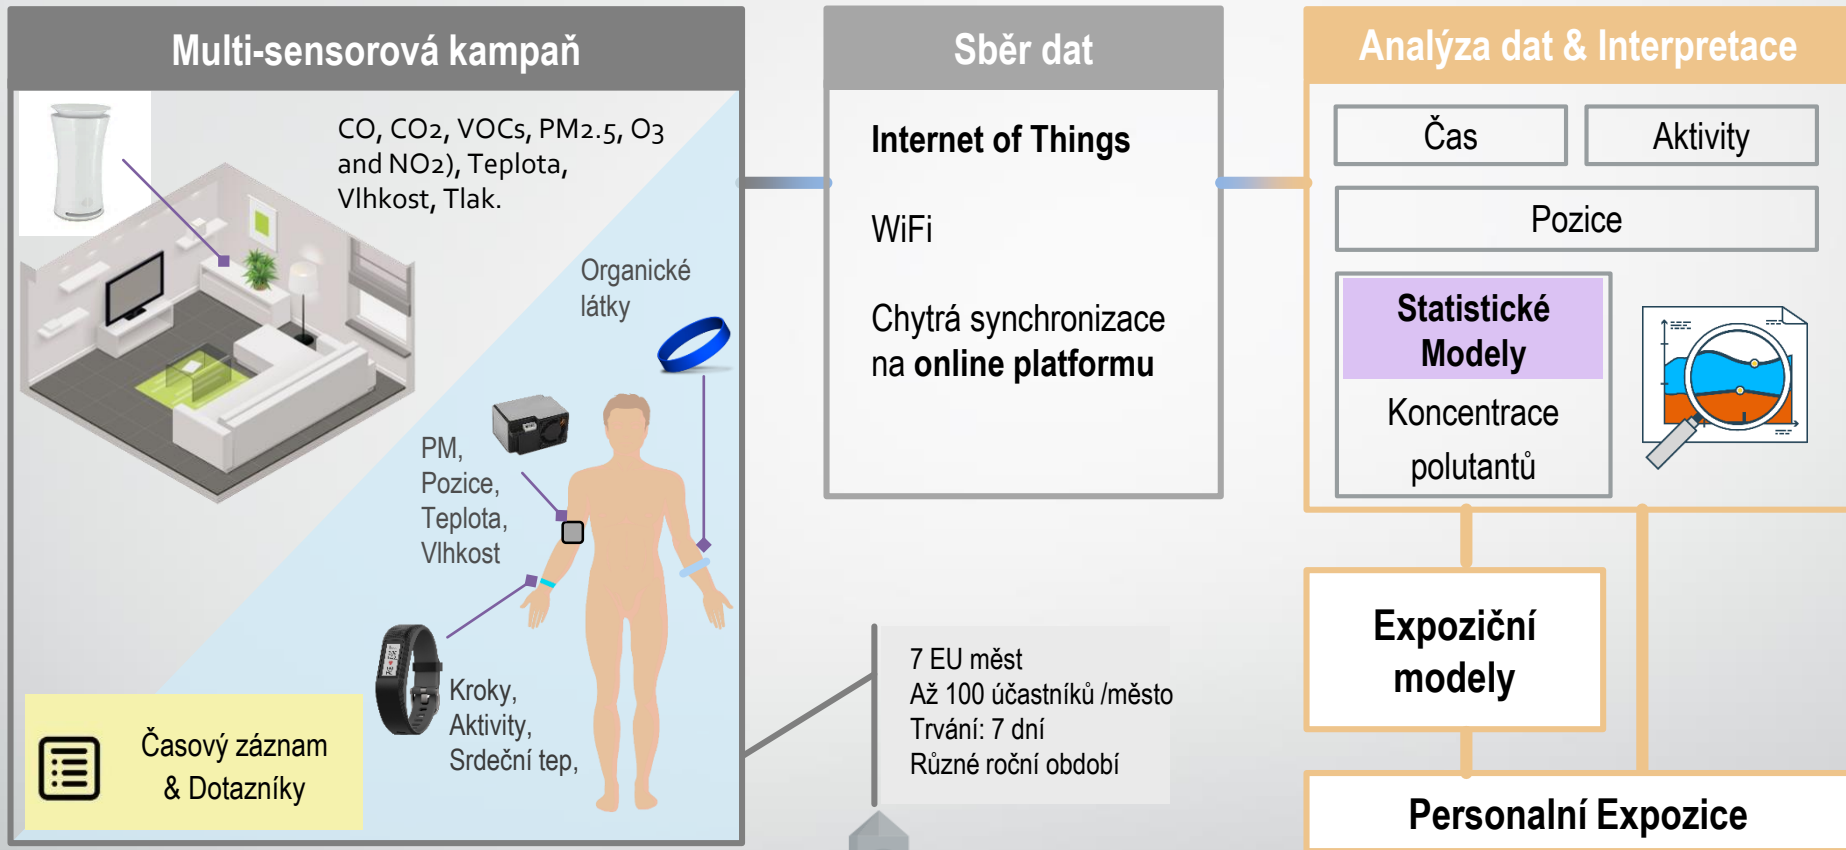 Multi-sensorová kampaň
CO, CO2, VOCs, PM2.5, O3
and NO2), Teplota,
Vlhkost, Tlak.
Organické
látky
PM,
Pozice,
Teplota,
Vlhkost
Kroky,
Aktivity,
Srdeční tep,
Časový záznam
& Dotazníky
Sběr dat
Internet of Things
WiFi
Chytrá synchronizace
na online platformu
7 EU měst
Až 100 účastníků /město
Trvání: 7 dní
Různé roční období
Analýza dat & Interpretace
Čas
Aktivity
Pozice
Statistické
Modely
Koncentrace
polutantů
Expoziční
modely
Personalní Expozice